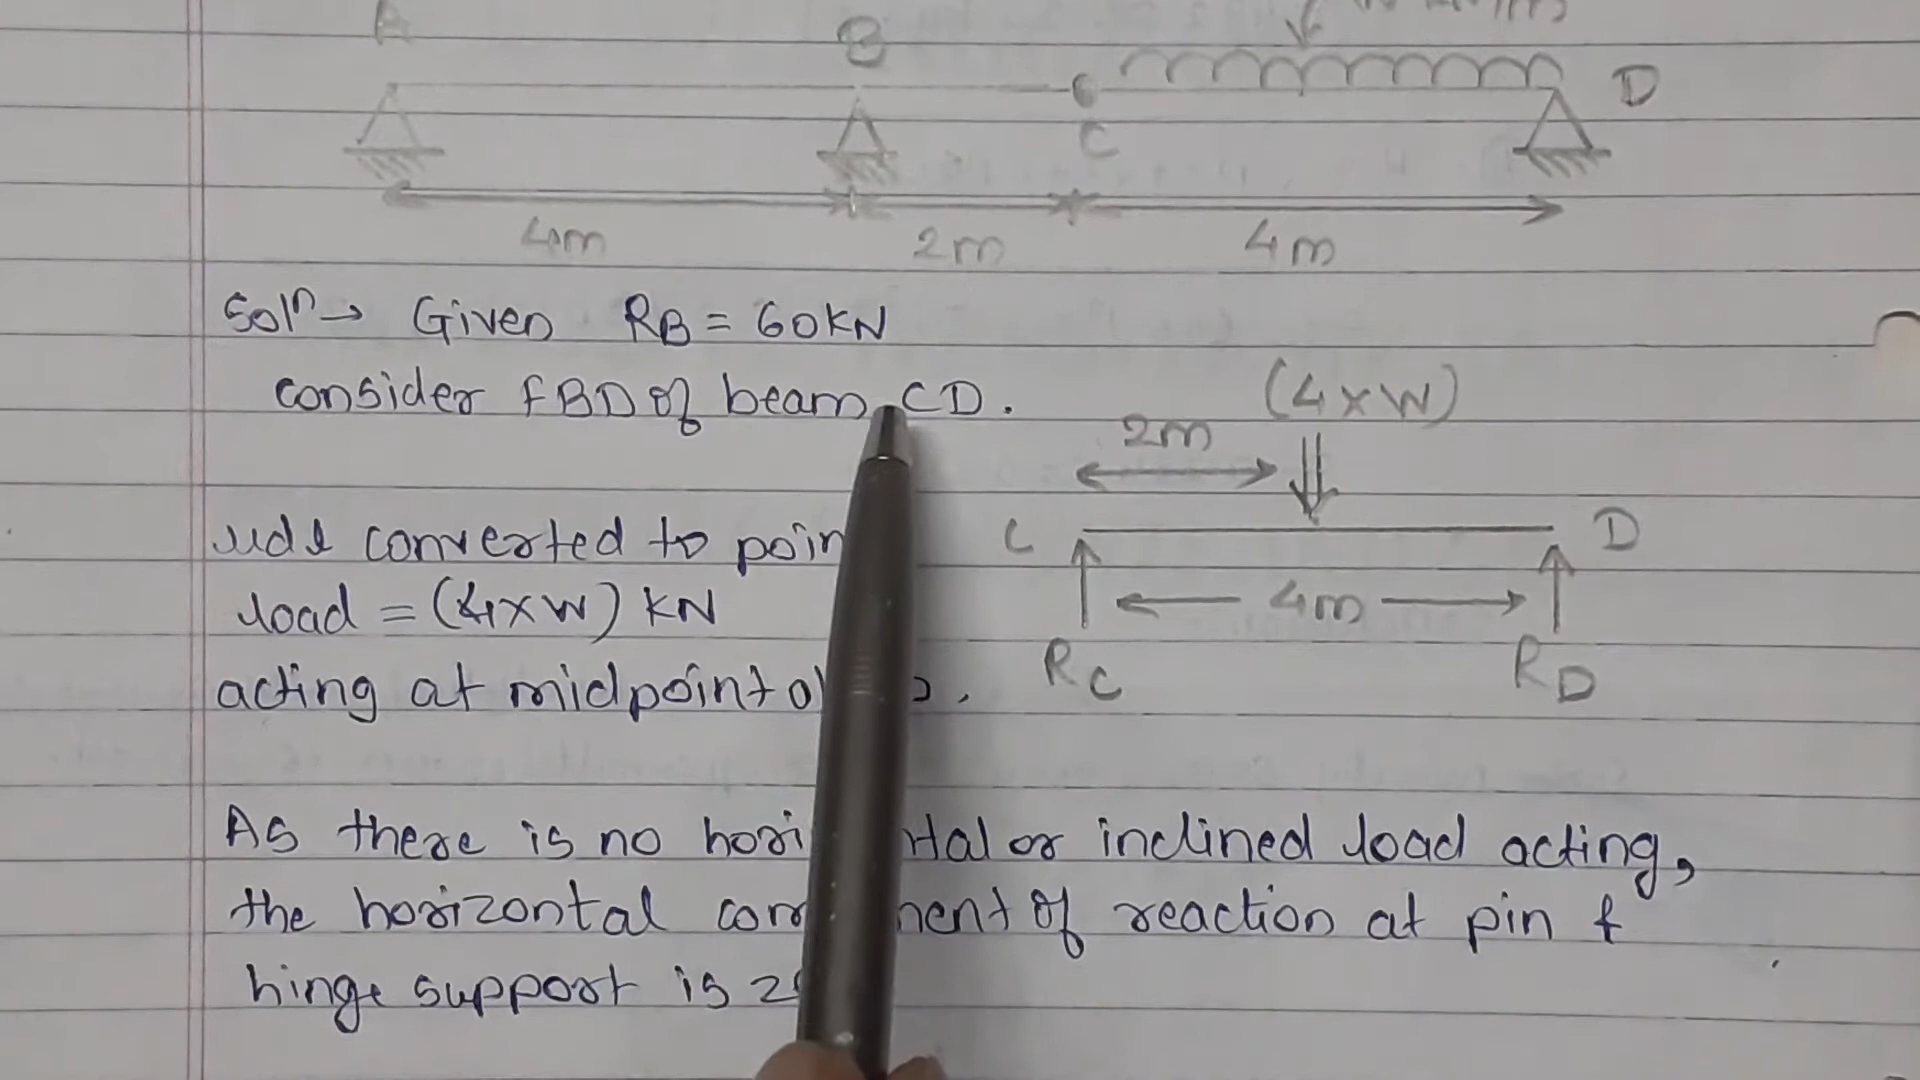 A
B
D
C
4m 2m 4m
Soln → Given RB = 60KN
consider FBD of beam CD.
(4xW)
2m
udl converted to poin
C D
load = (4xW) KN
4m
acting at midpoint
RC RD
As there is no hori ntal or inclined load acting,
the horizontal com nent of reaction at pin &
hinge support is